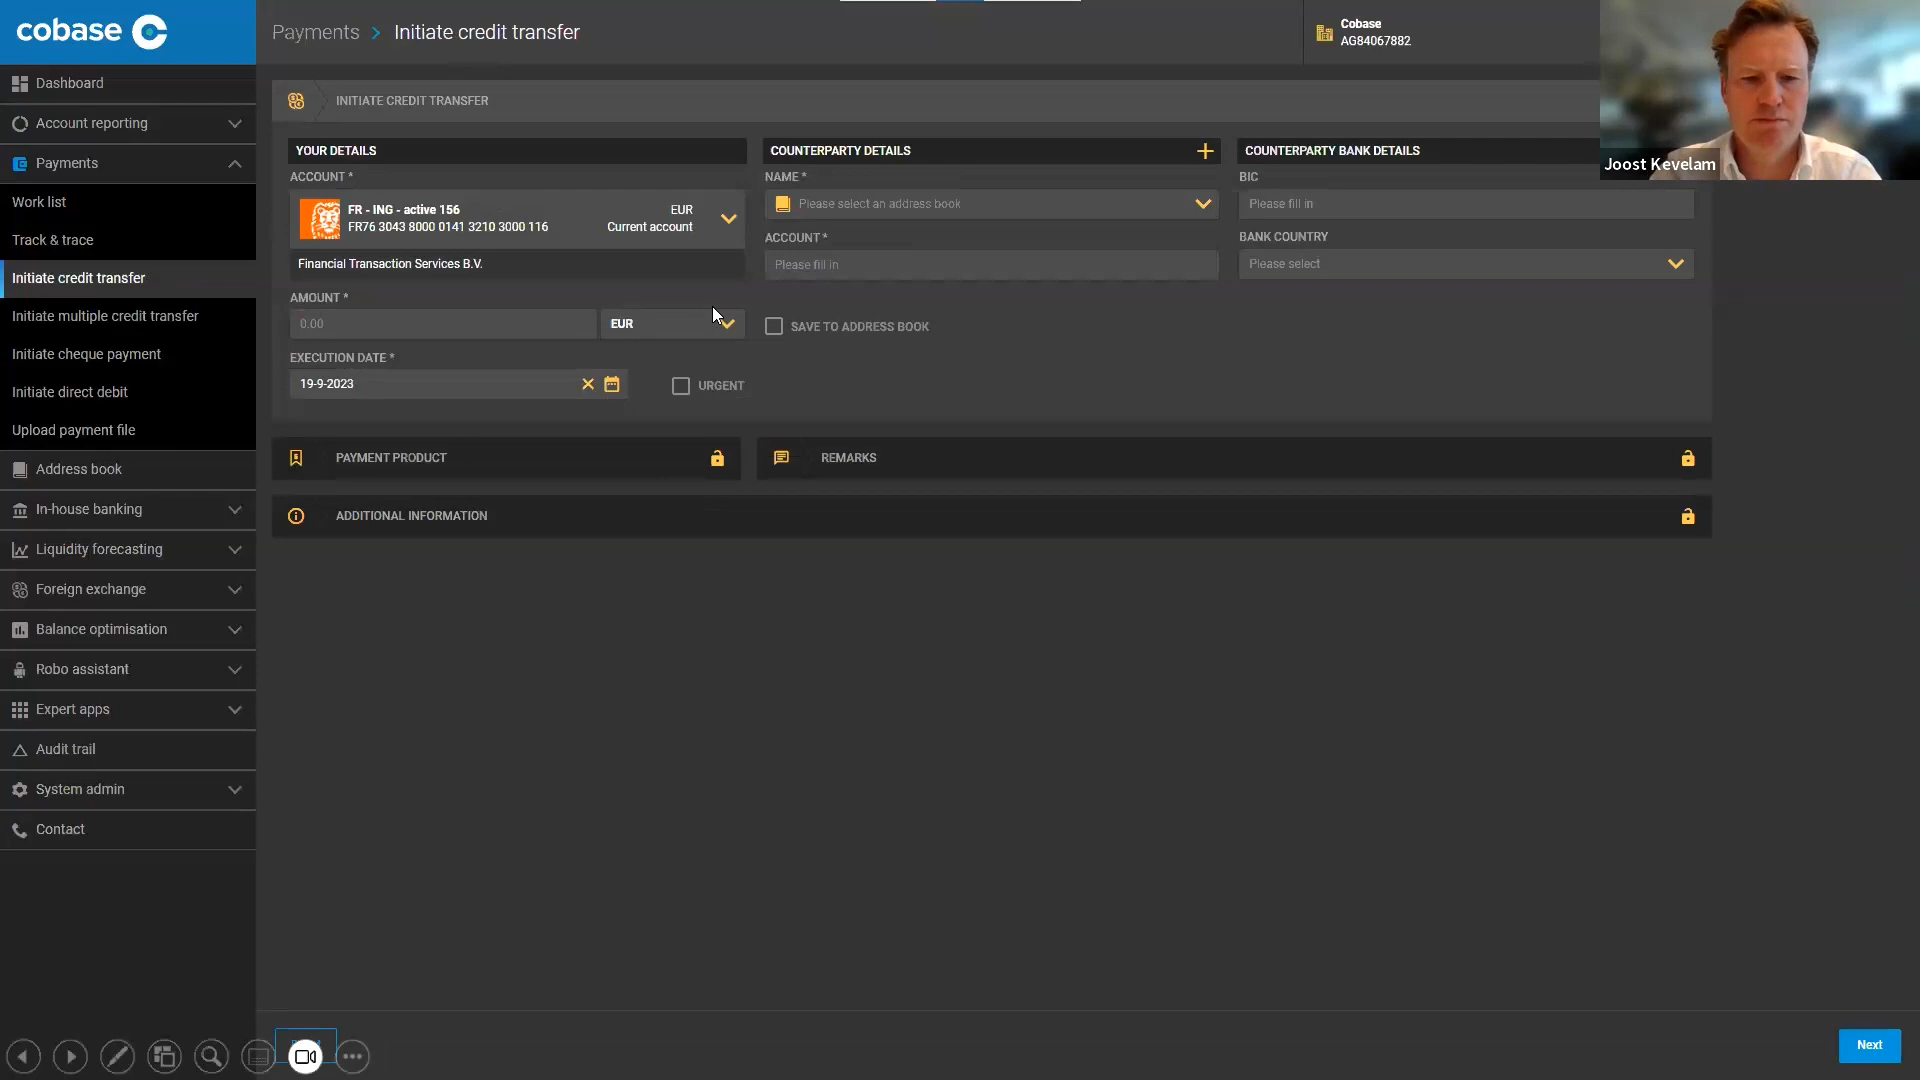 cobase
Payments > Initiate credit transfer
Cobase
AG84067882
Joost Kevelam
Dashboard
Account reporting
Payments
Work list
Track & trace
Initiate credit transfer
Initiate multiple credit transfer
Initiate cheque payment
Initiate direct debit
Upload payment file
Address book
In-house banking
Liquidity forecasting
Foreign exchange
Balance optimisation
Robo assistant
Expert apps
Audit trail
System admin
Contact
INITIATE CREDIT TRANSFER
YOUR DETAILS
ACCOUNT *
FR - ING - active 156
EUR
FR76 3043 8000 0141 3210 3000 116
Current account
Financial Transaction Services B.V.
AMOUNT *
0.00
EUR
EXECUTION DATE *
19-9-2023
URGENT
COUNTERPARTY DETAILS
NAME *
Please select an address book
ACCOUNT *
Please fill in
SAVE TO ADDRESS BOOK
COUNTERPARTY BANK DETAILS
BIC
Please fill in
BANK COUNTRY
Please select
PAYMENT PRODUCT
REMARKS
ADDITIONAL INFORMATION
Next